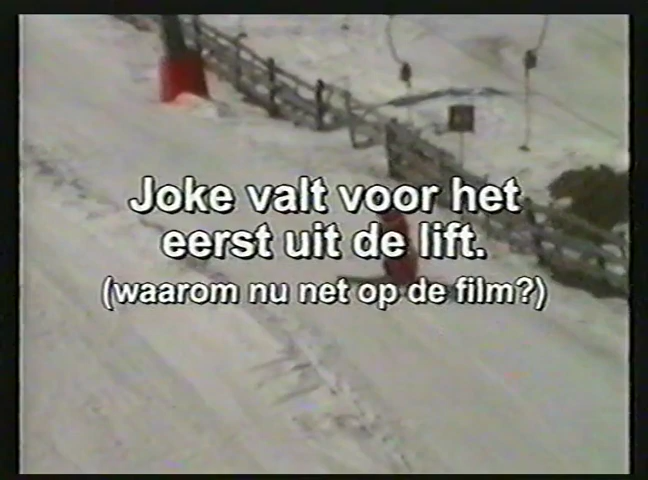 Joke valt voor het
eerst uit de lift.
(waarom nu net op de film?)